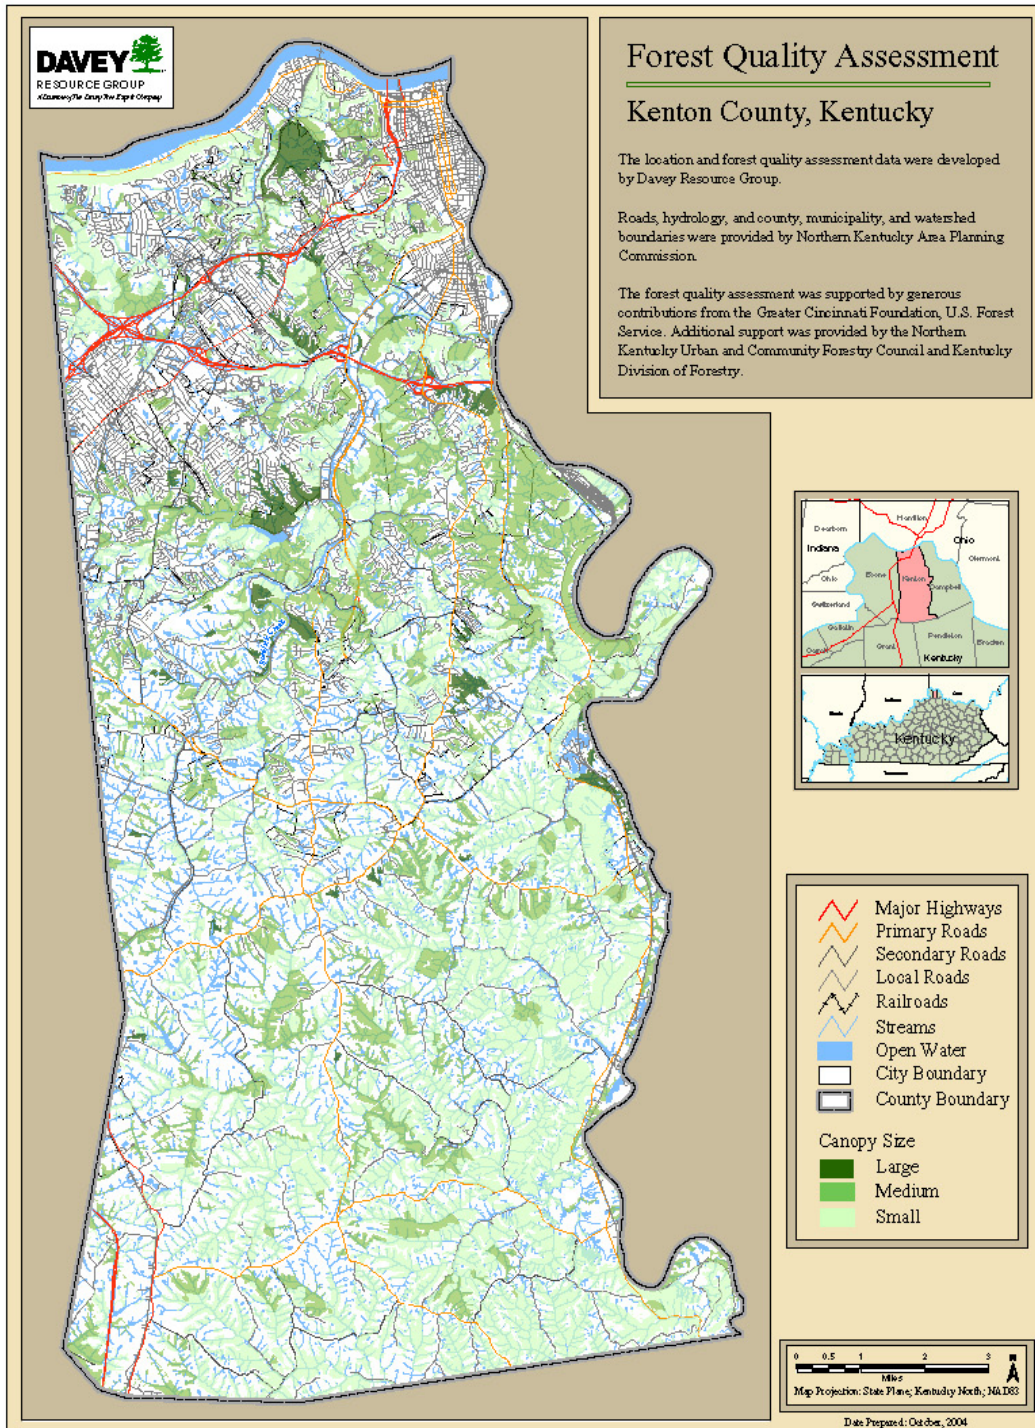 DAVEY
RESOURCE GROUP
Forest Quality Assessment
Kenton County, Kentucky
The location and forest quality assessment data were developed
by Davey Resource Group.
Roads, hydrology, and county, municipality, and watershed
boundaries were provided by Northern Kentucky Area Planning
Commission.
The forest quality assessment was supported by generous
contributions from the Greater Cincinnati Foundation, U.S. Forest
Service. Additional support was provided by the Northern
Kentucky Urban and Community Forestry Council and Kentucky
Division of Forestry.
Hamilton
Dearborn
Indiana
Ohio
Clermont
Ohio
Boone
Kenton
Campbell
Switzerland
Gallatin
Grant
Pendleton
Bracken
Kentucky
Kentucky
Major Highways
Primary Roads
Secondary Roads
Local Roads
Railroads
Streams
Open Water
City Boundary
County Boundary
Canopy Size
Large
Medium
Small
0 0.5 1 2 3
Miles
N
Map Projection: State Plane; Kentucky North; NAD83
Date Prepared: October, 2004